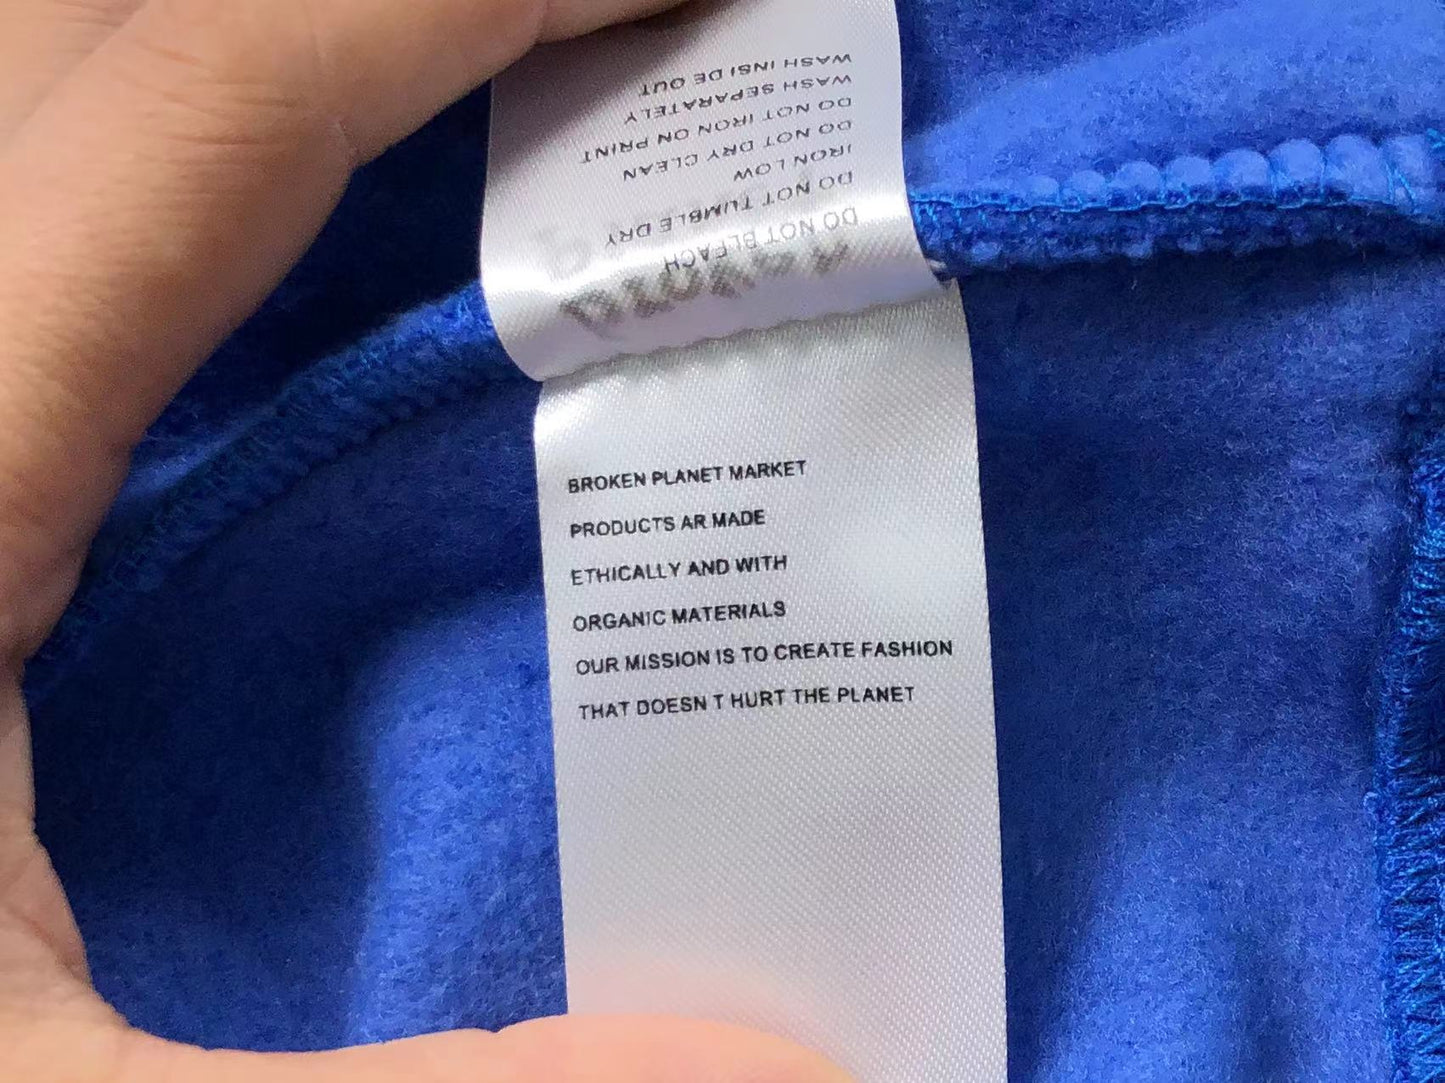 WASH INSIDE OUT
WASH SEPARATELY
DO NOT IRON ON PRINT
DO NOT DRY CLEAN
IRON LOW
DO NOT TUMBLE DRY
DO NOT BLEACH
BROKEN PLANET MARKET
PRODUCTS AR MADE
ETHICALLY AND WITH
ORGANIC MATERIALS
OUR MISSION IS TO CREATE FASHION
THAT DOESN T HURT THE PLANET